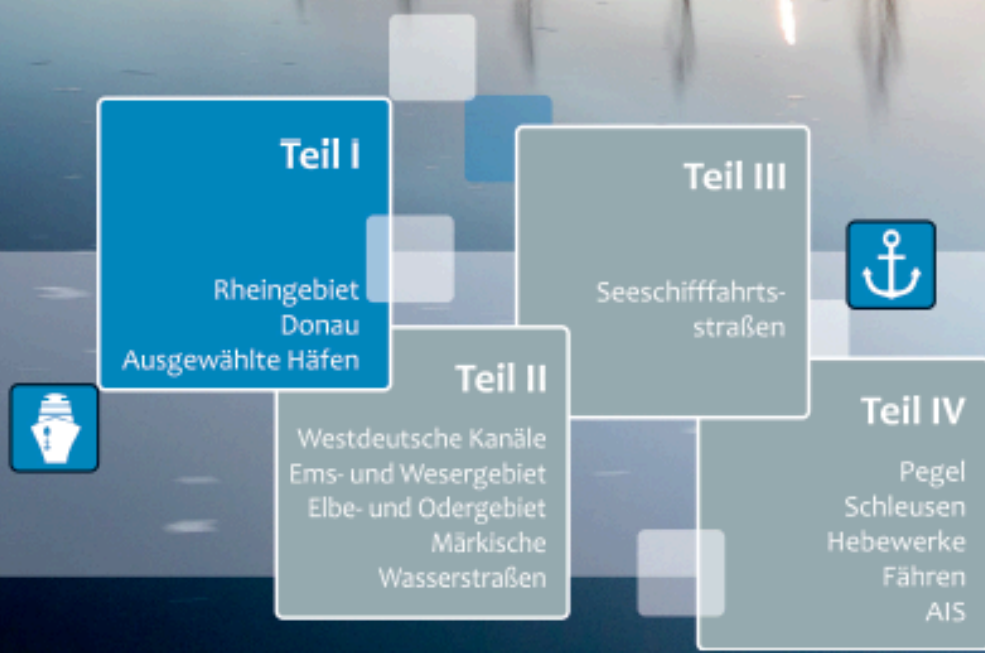 Teil I
Rheingebiet
Donau
Ausgewählte Häfen
Teil II
Westdeutsche Kanäle
Ems- und Wesergebiet
Elbe- und Odergebiet
Märkische
Wasserstraßen
Teil III
Seeschifffahrts-
straßen
Teil IV
Pegel
Schleusen
Hebewerke
Fähren
AIS